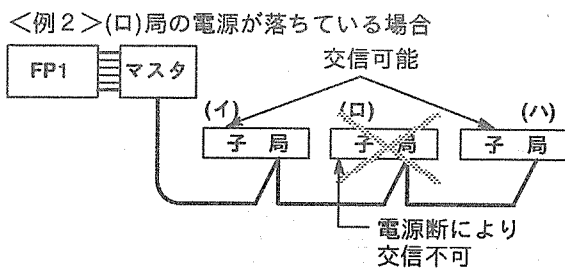 <例2>(ロ)局の電源が落ちている場合
FP1
マスタ
交信可能
(イ)
(ロ)
(ハ)
子 局
子 局
子 局
電源断により
交信不可